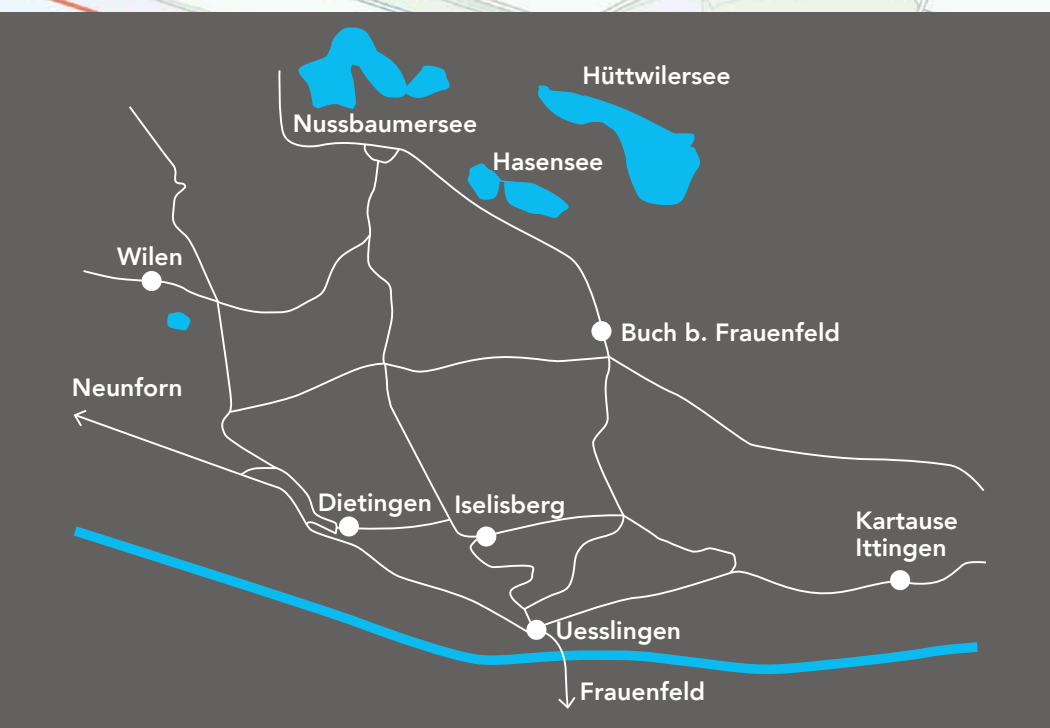 Hüttwilersee
Nussbaumersee
Hasensee
Wilen
Buch b. Frauenfeld
Neunforn
Dietingen
Iselisberg
Kartause
Ittingen
Uesslingen
Frauenfeld